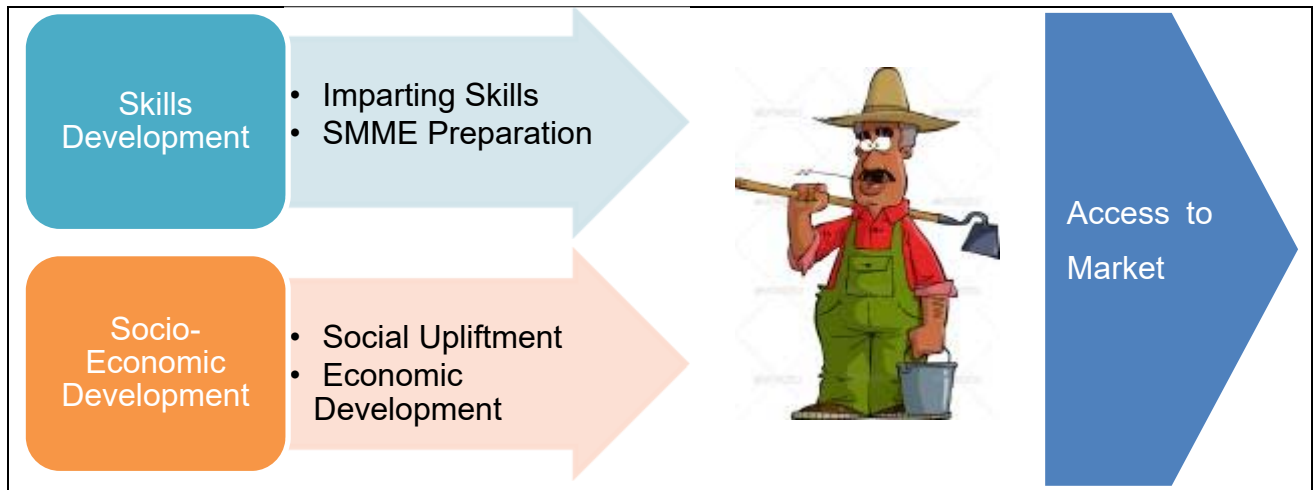 Skills
Development
• Imparting Skills
• SMME Preparation
Socio-
Economic
Development
• Social Upliftment
• Economic
Development
Access to
Market